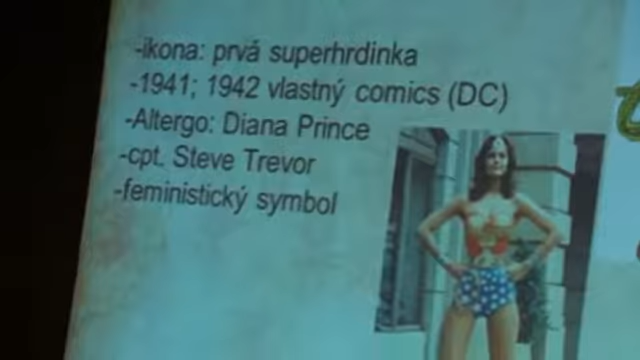 -ikona: prvá superhrdinka
-1941; 1942 vlastný comics (DC)
-Altergo: Diana Prince
-cpt. Steve Trevor
-feministický symbol